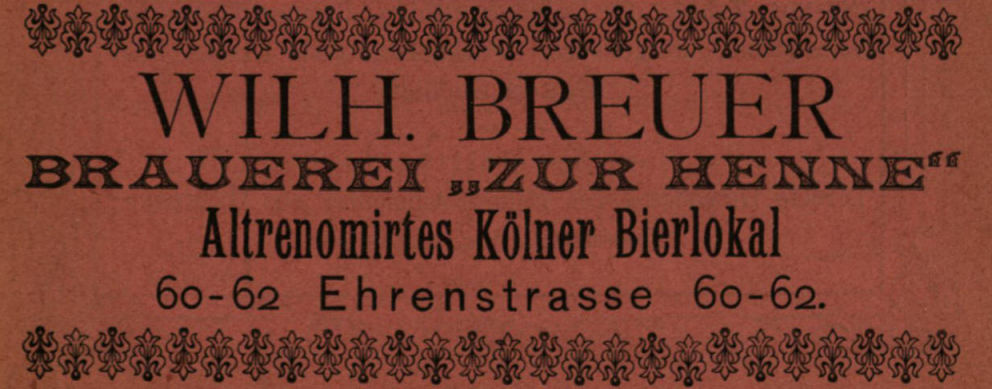 WILH. BREUER
BRAUEREI „ZUR HENNE“
Altrenomirtes Kölner Bierlokal
60-62 Ehrenstrasse 60-62.